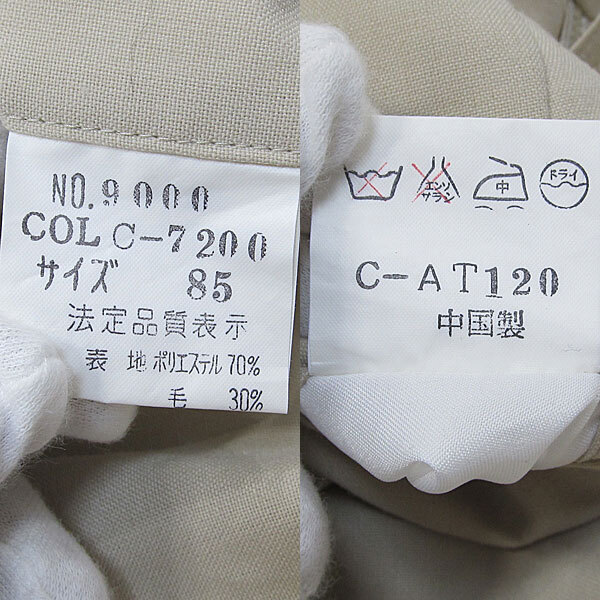 NO.9000
COL C-7200
サイズ 85
法定品質表示
表 地 ポリエステル 70%
毛 30%
エンソ
サラシ
中
ドライ
C-AT120
中国製